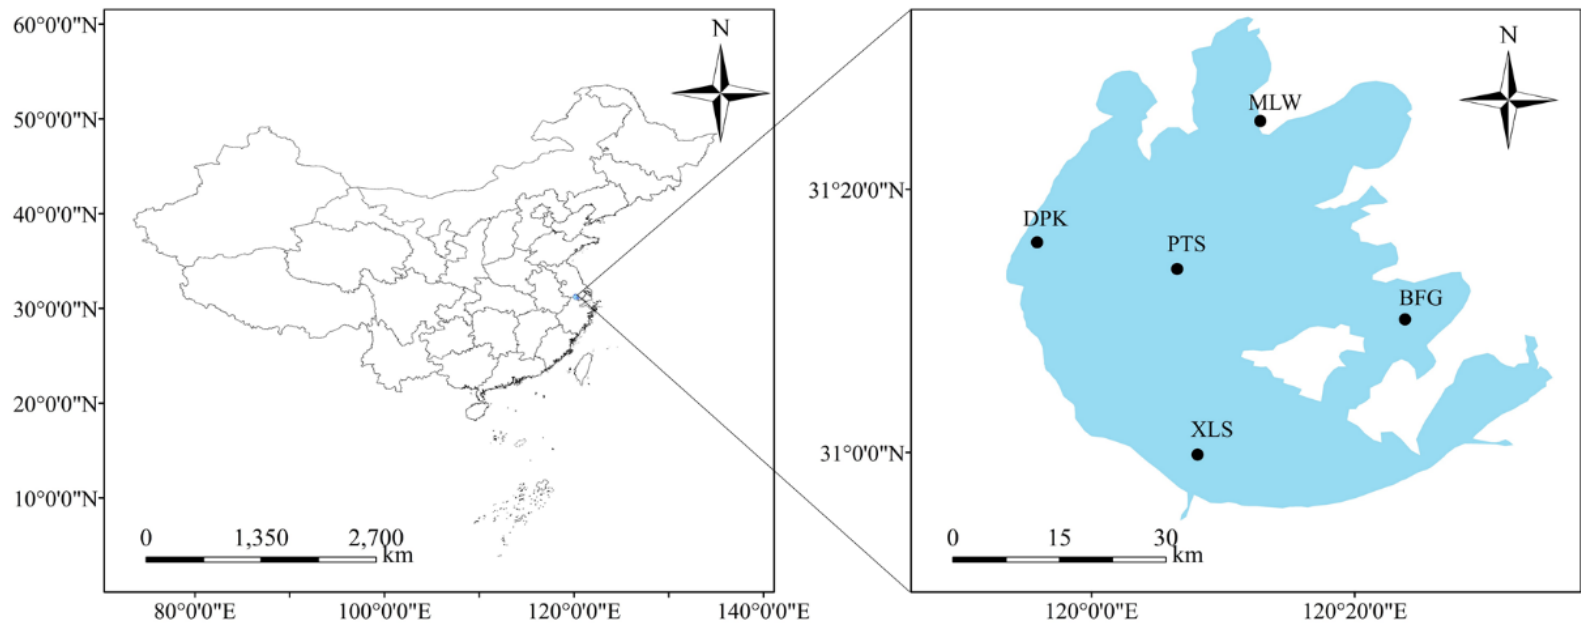 60°0'0"N
50°0'0"N
40°0'0"N
30°0'0"N
20°0'0"N
10°0'0"N
N
0 1,350 2,700
km
80°0'0"E 100°0'0"E 120°0'0"E 140°0'0"E
N
MLW
31°20'0"N
DPK
PTS
BFG
XLS
31°0'0"N
0 15 30
km
120°0'0"E 120°20'0"E